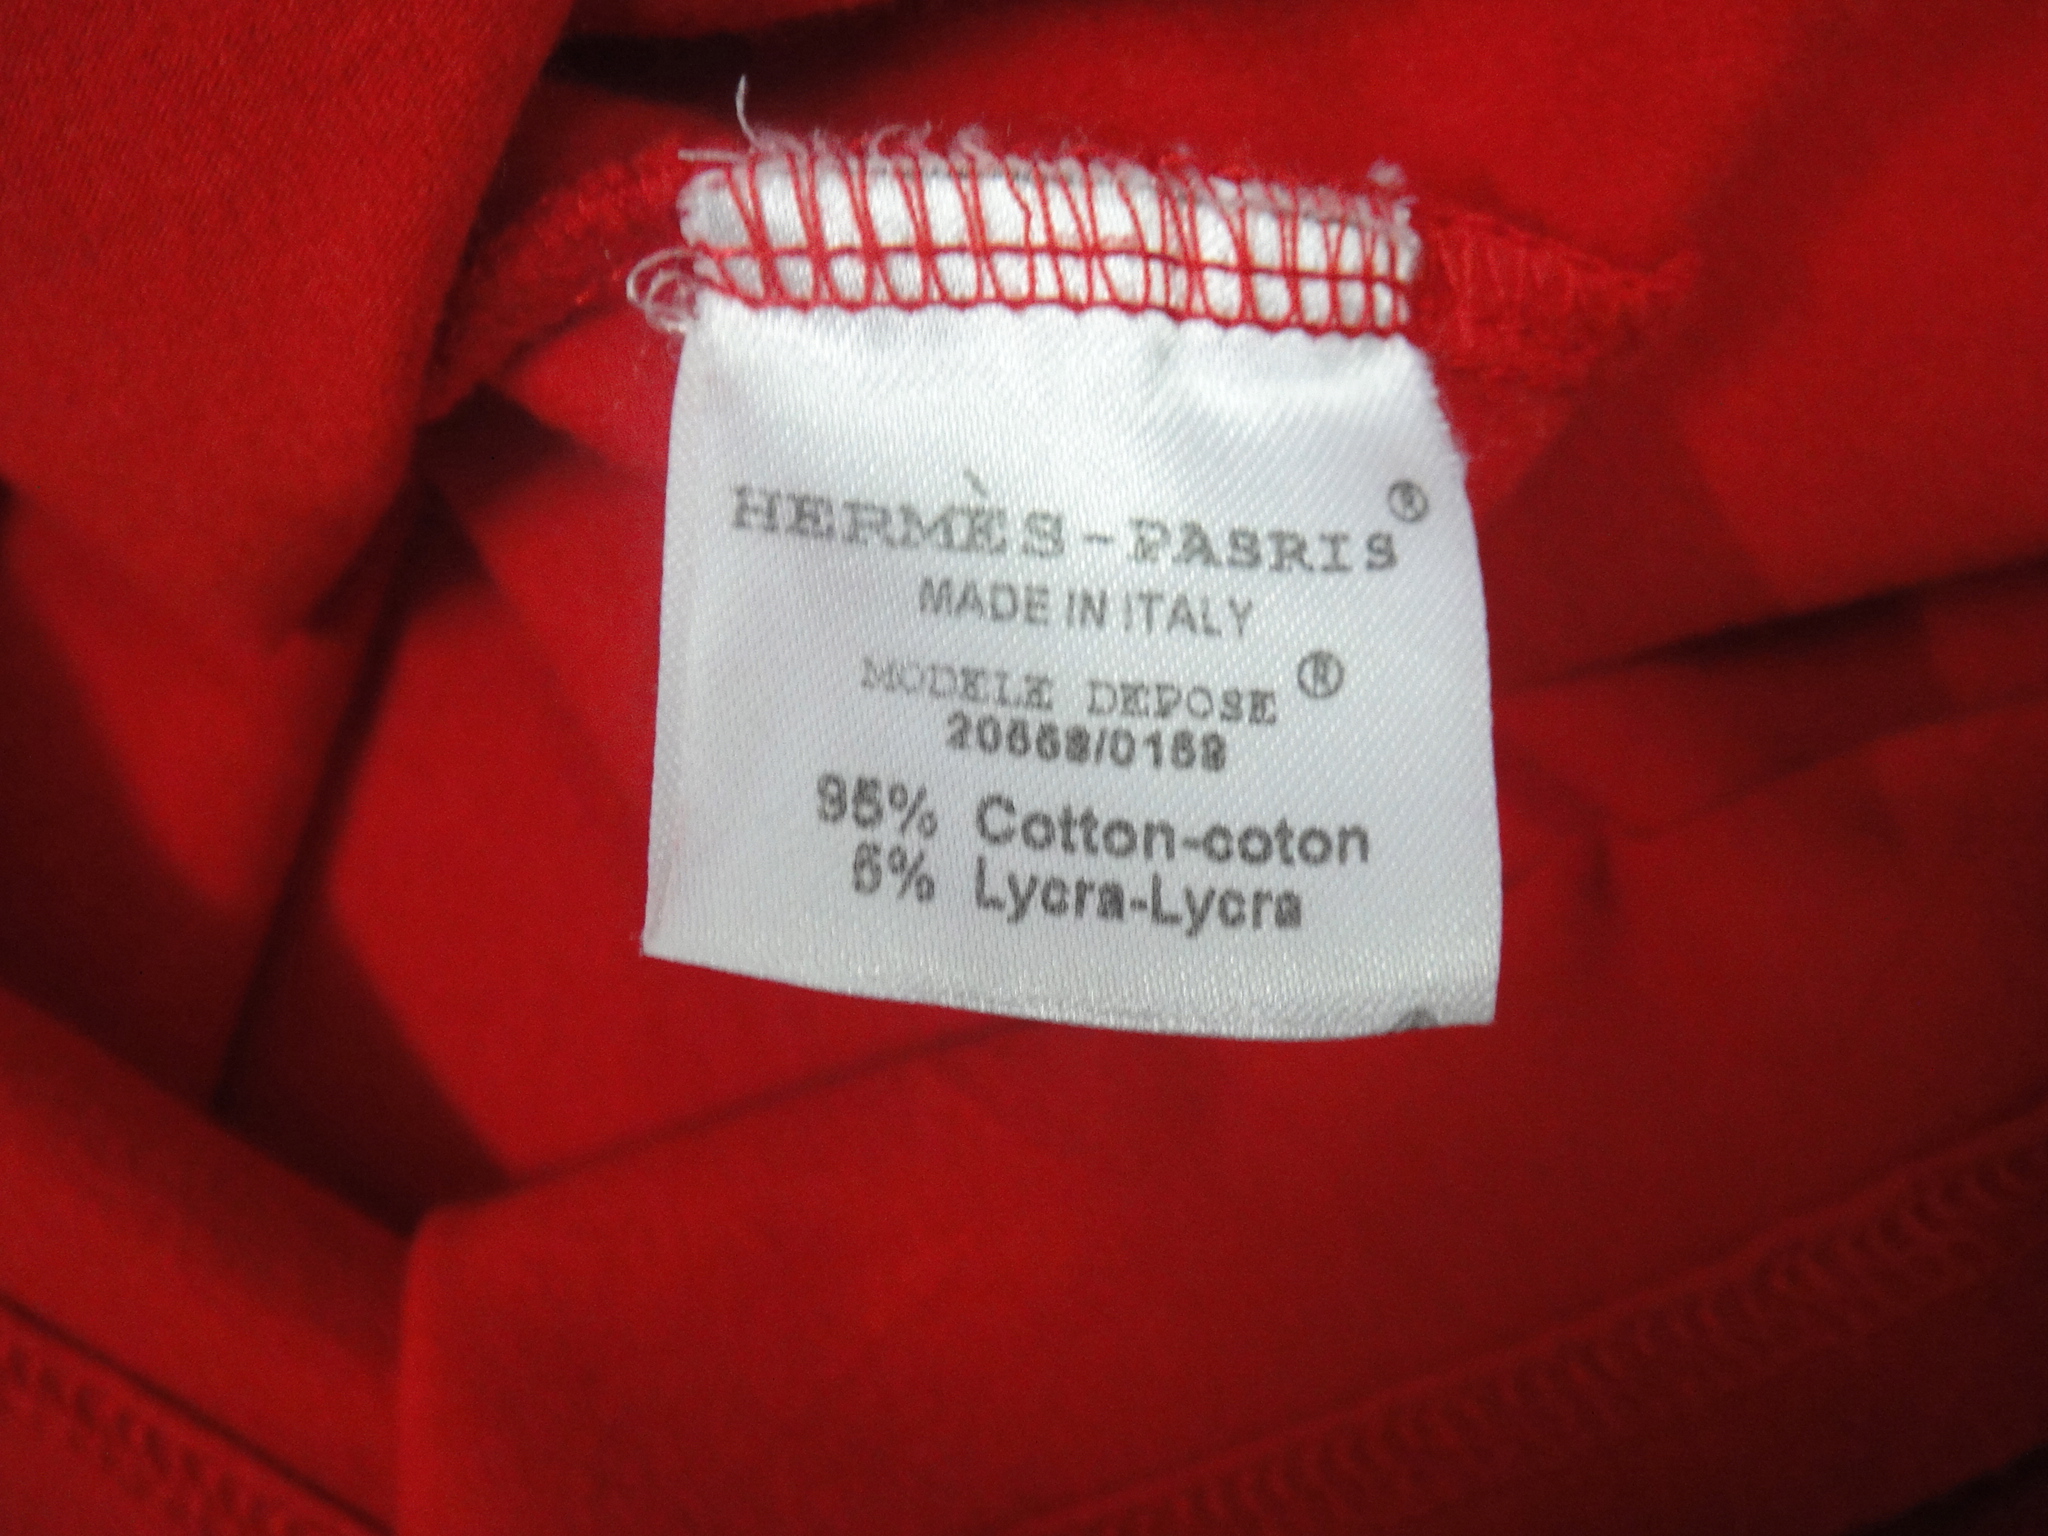 HERMÈS-PASRIS®
MADE IN ITALY
MODELE DEPOSE®
95% Cotton-coton
5% Lycra-Lycra